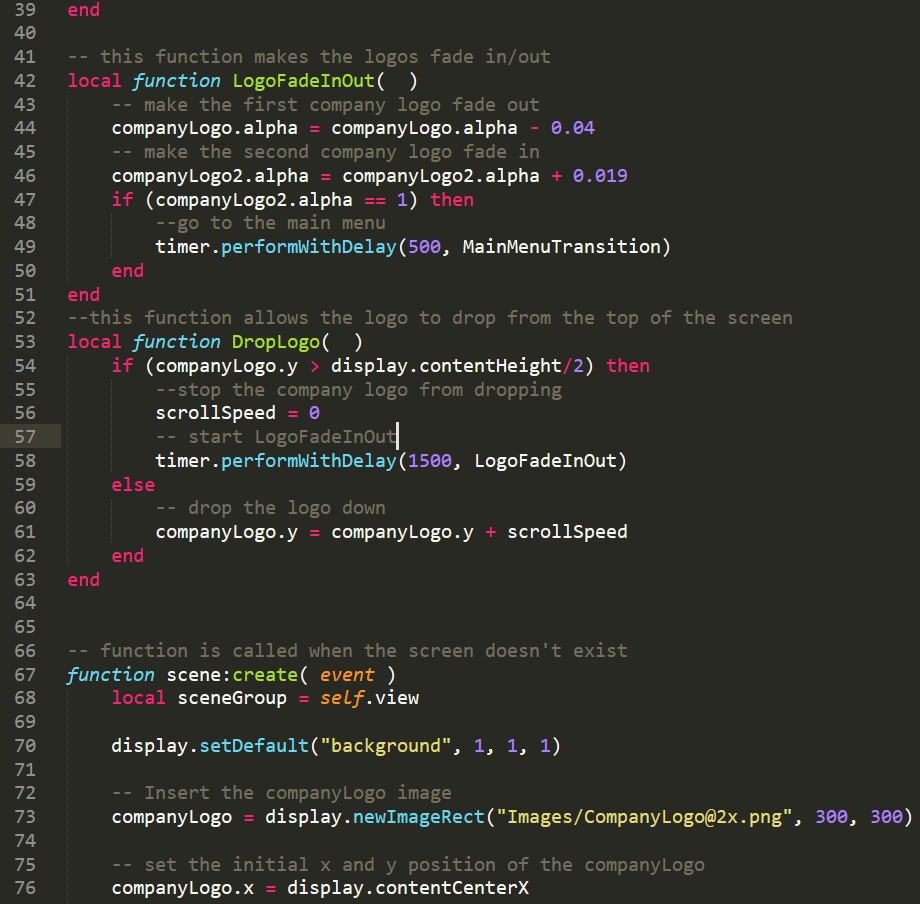 39 end
40
41 -- this function makes the logos fade in/out
42 local function LogoFadeInOut(  )
43     -- make the first company logo fade out
44     companyLogo.alpha = companyLogo.alpha - 0.04
45     -- make the second company logo fade in
46     companyLogo2.alpha = companyLogo2.alpha + 0.019
47     if (companyLogo2.alpha == 1) then
48         --go to the main menu
49         timer.performWithDelay(500, MainMenuTransition)
50     end
51 end
52 --this function allows the logo to drop from the top of the screen
53 local function DropLogo(  )
54     if (companyLogo.y > display.contentHeight/2) then
55         --stop the company logo from dropping
56         scrollSpeed = 0
57         -- start LogoFadeInOut
58         timer.performWithDelay(1500, LogoFadeInOut)
59     else
60         -- drop the logo down
61         companyLogo.y = companyLogo.y + scrollSpeed
62     end
63 end
64
65
66 -- function is called when the screen doesn't exist
67 function scene:create( event )
68     local sceneGroup = self.view
69
70     display.setDefault("background", 1, 1, 1)
71
72     -- Insert the companyLogo image
73     companyLogo = display.newImageRect("Images/CompanyLogo@2x.png", 300, 300)
74
75     -- set the initial x and y position of the companyLogo
76     companyLogo.x = display.contentCenterX